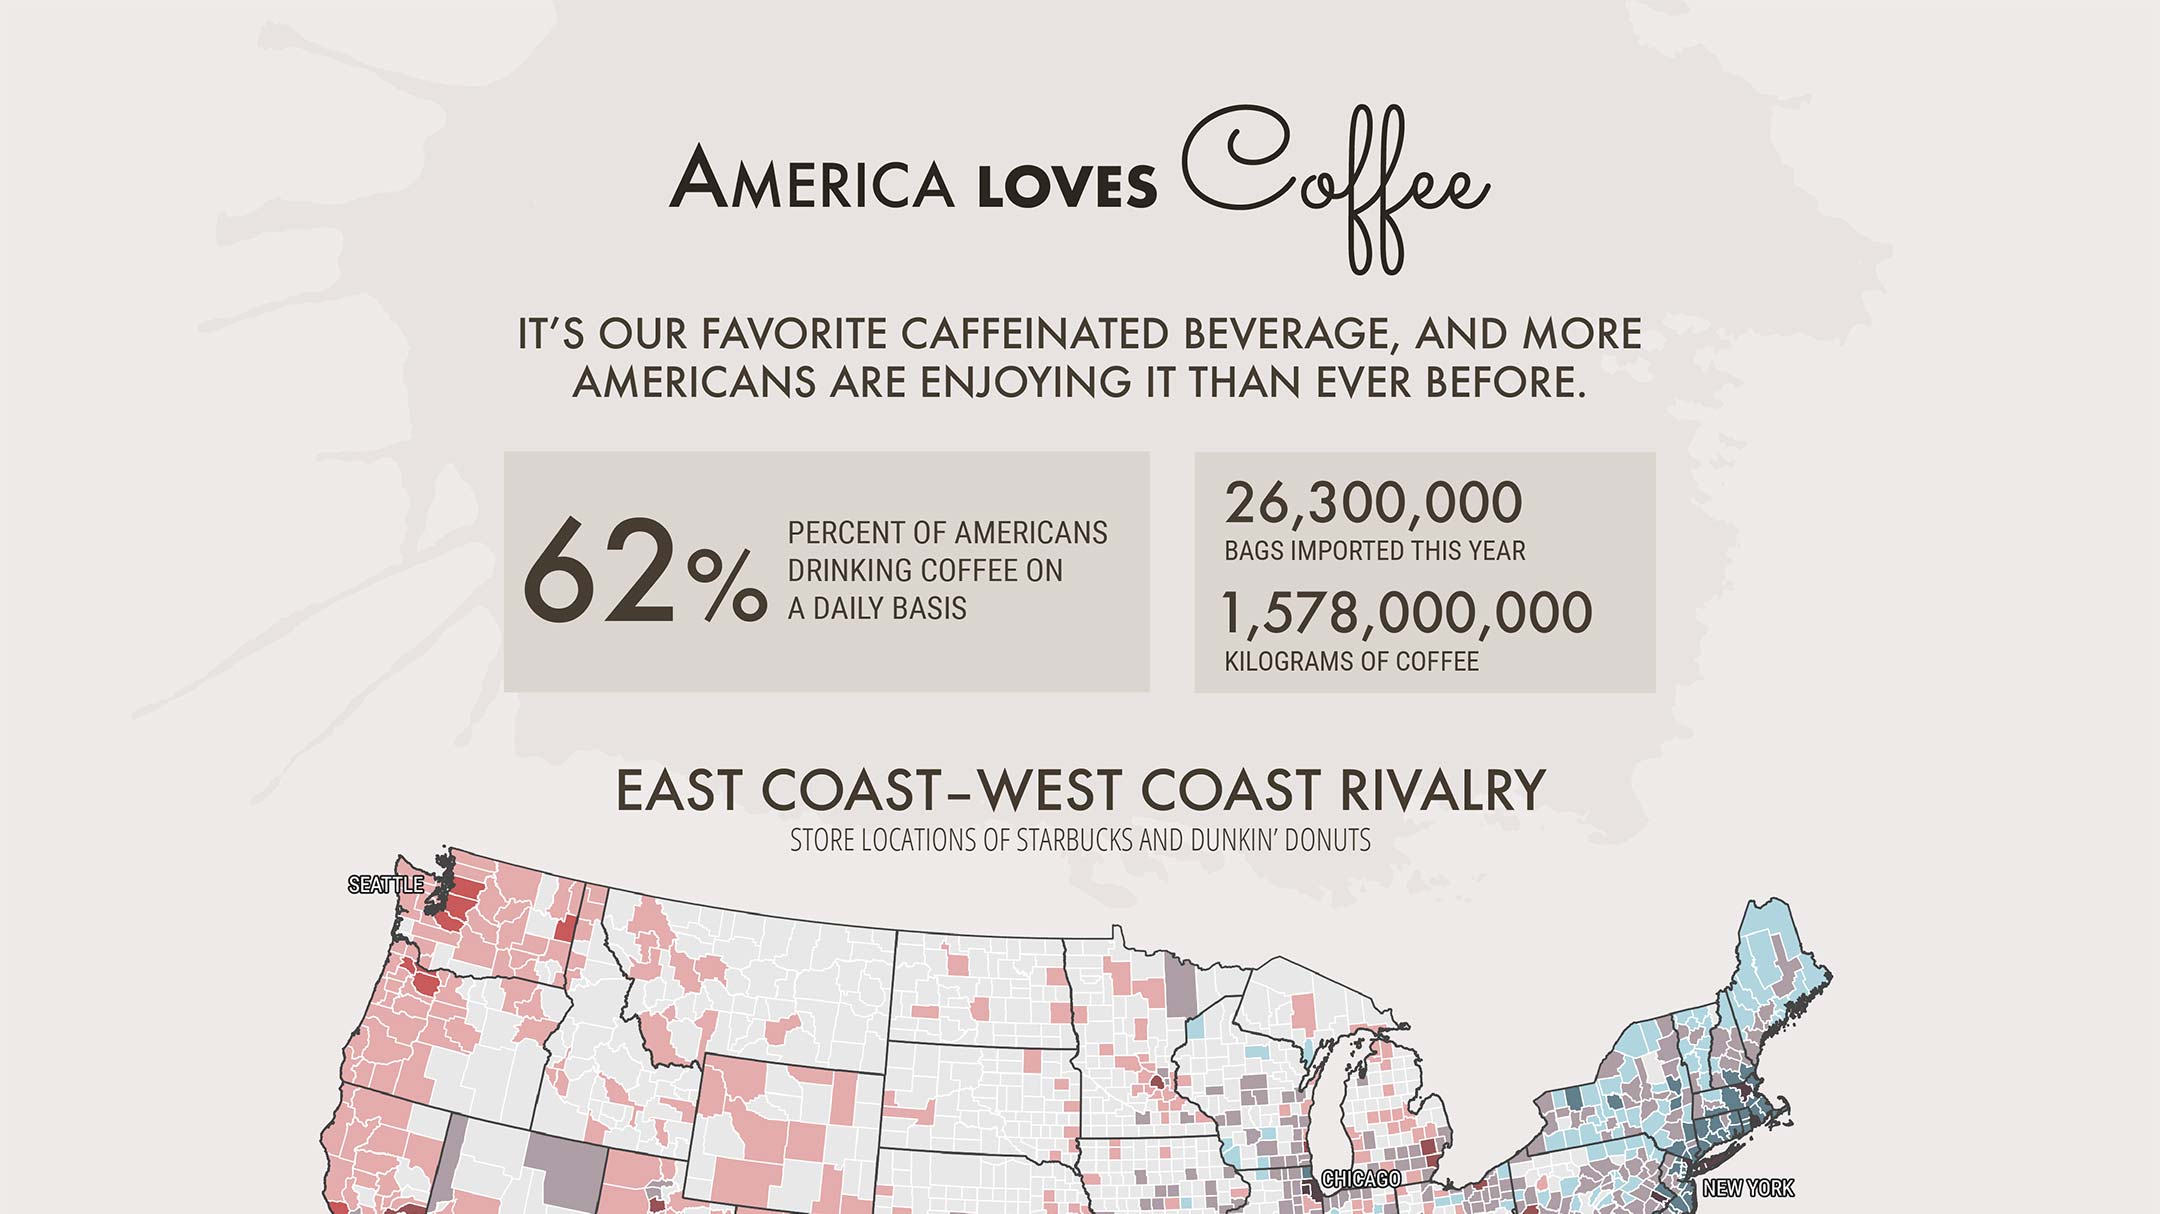 AMERICA LOVES Coffee
IT’S OUR FAVORITE CAFFEINATED BEVERAGE, AND MORE
AMERICANS ARE ENJOYING IT THAN EVER BEFORE.
62%
PERCENT OF AMERICANS
DRINKING COFFEE ON
A DAILY BASIS
26,300,000
BAGS IMPORTED THIS YEAR
1,578,000,000
KILOGRAMS OF COFFEE
EAST COAST–WEST COAST RIVALRY
STORE LOCATIONS OF STARBUCKS AND DUNKIN’ DONUTS
SEATTLE
CHICAGO
NEW YORK